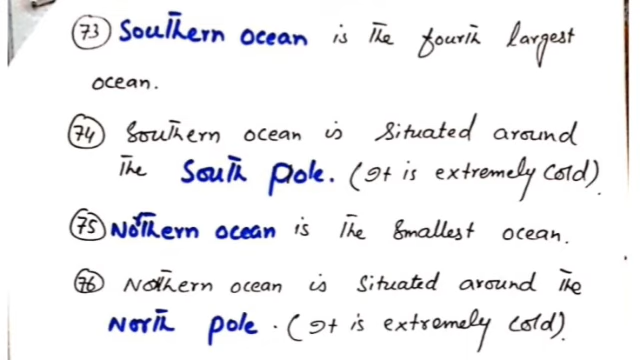 73 Southern ocean is the fourth largest
ocean.
74 Southern ocean is situated around
the South pole. (It is extremely cold)
75 Northern ocean is the smallest ocean.
76 Northern ocean is situated around the
North pole. (It is extremely cold).